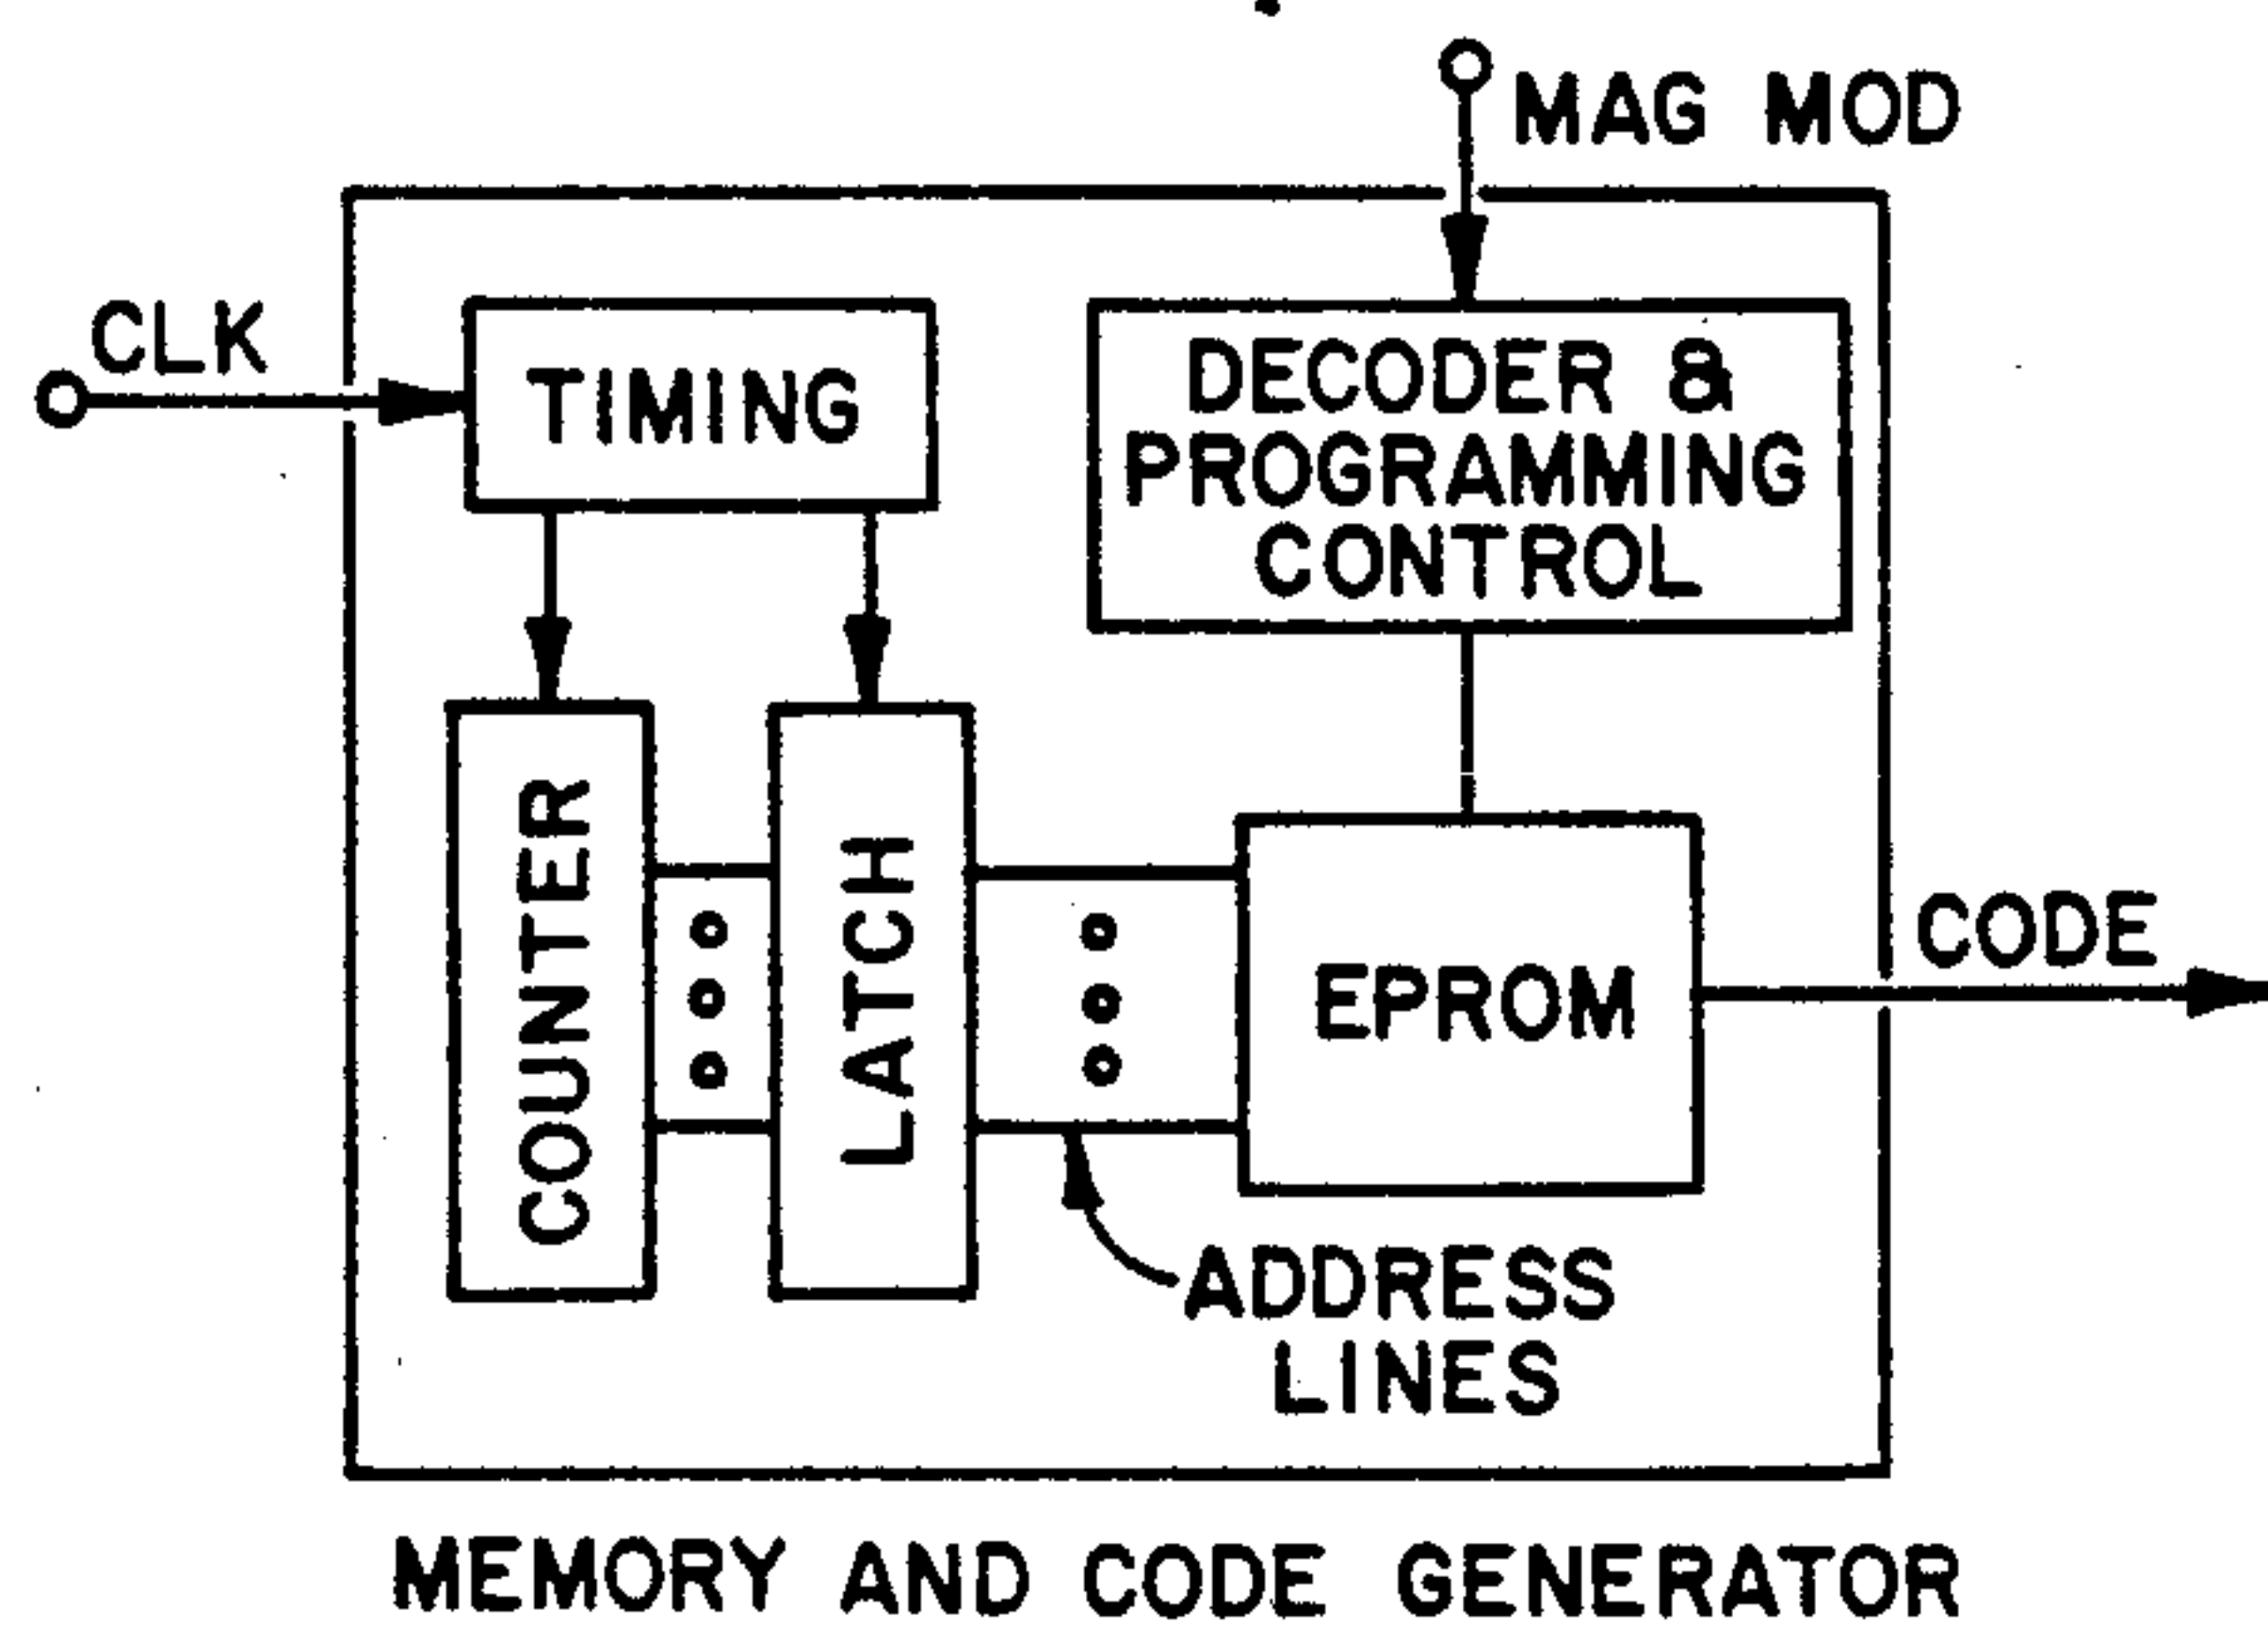 MAG MOD
CLK
TIMING
DECODER &
PROGRAMMING
CONTROL
COUNTER
LATCH
EPROM
CODE
ADDRESS
LINES
MEMORY AND CODE GENERATOR